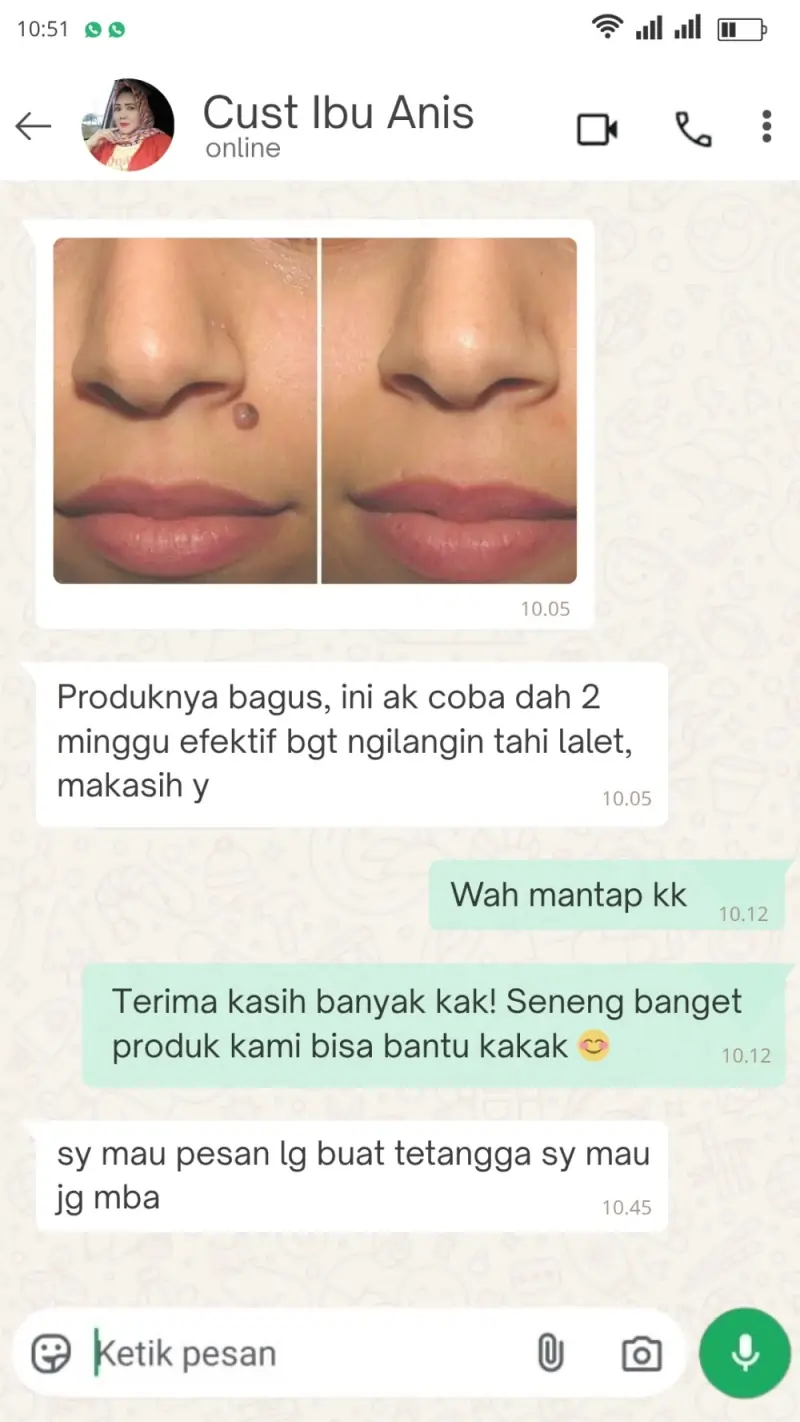 10:51
Cust Ibu Anis
online
10.05
Produknya bagus, ini ak coba dah 2
minggu efektif bgt ngilangin tahi lalet,
makasih y
10.05
Wah mantap kk
10.12
Terima kasih banyak kak! Seneng banget
produk kami bisa bantu kakak 😊
10.12
sy mau pesan lg buat tetangga sy mau
jg mba
10.45
Ketik pesan